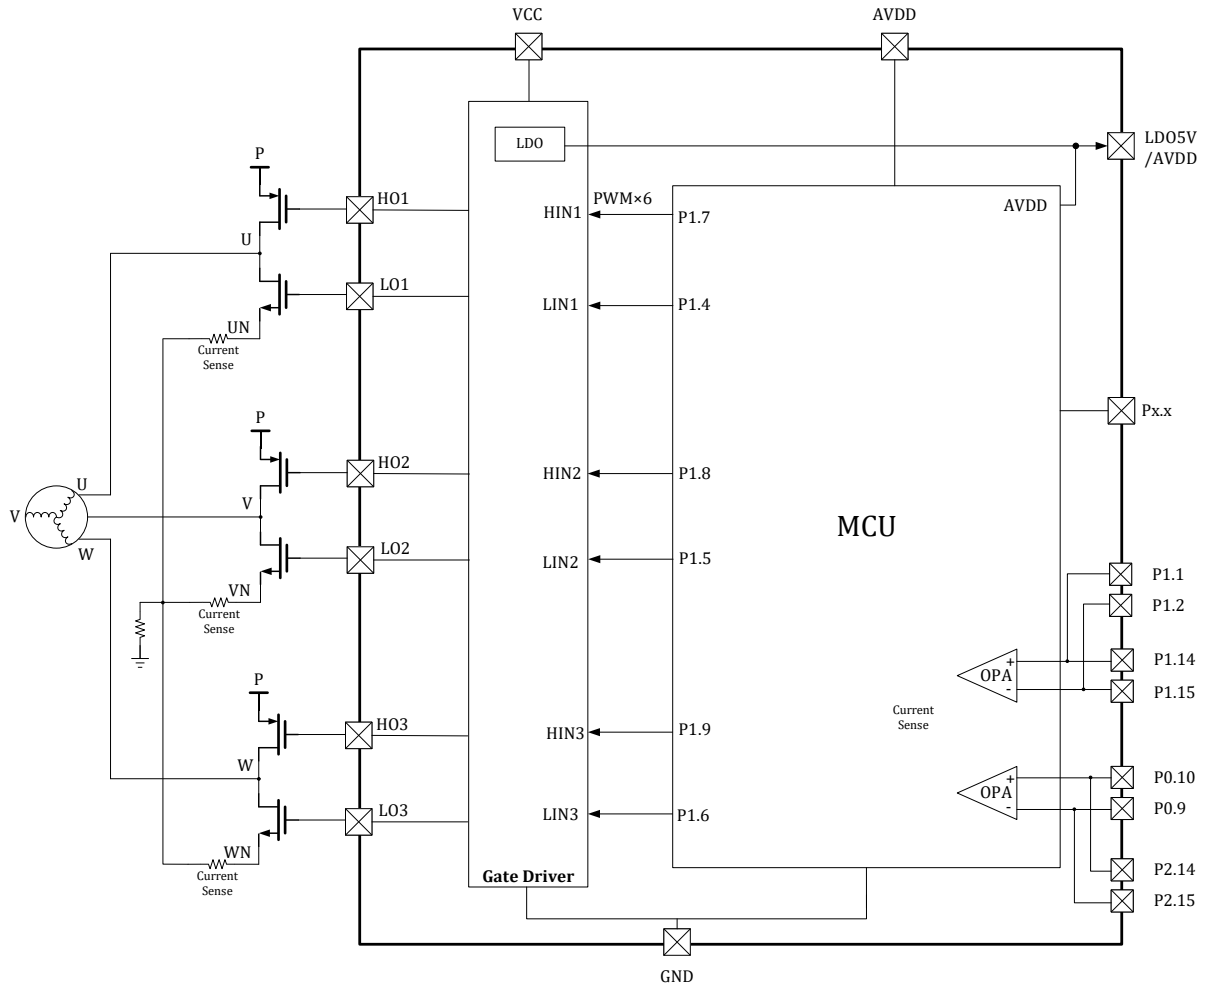 VCC
AVDD
LDO5V
/AVDD
LDO
P
HO1
HIN1
PWM×6
P1.7
AVDD
U
LO1
LIN1
P1.4
UN
Current
Sense
P
HO2
HIN2
P1.8
Px.x
U
V
V
W
LO2
LIN2
P1.5
MCU
VN
Current
Sense
P1.1
P1.2
P1.14
P1.15
+
OPA
-
Current
Sense
P
HO3
HIN3
P1.9
W
LO3
LIN3
P1.6
+
OPA
-
P0.10
P0.9
WN
Current
Sense
Gate Driver
P2.14
P2.15
GND